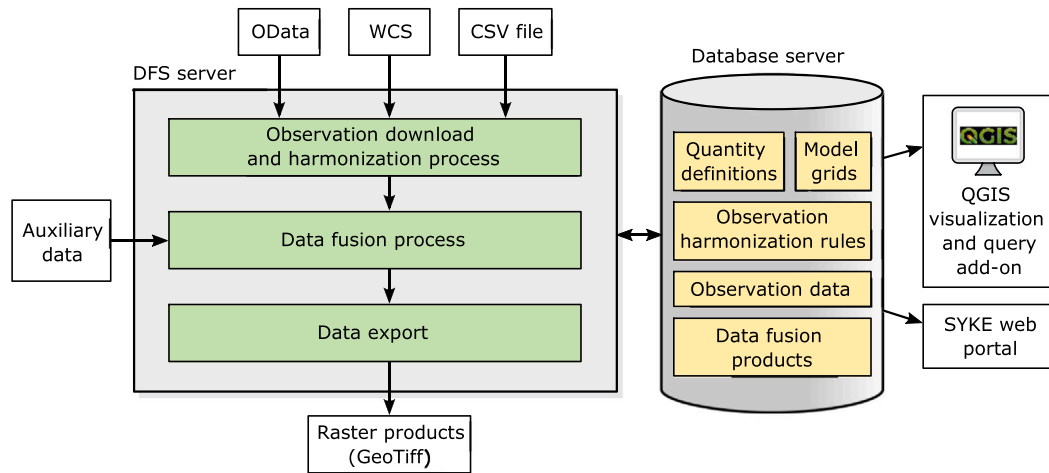 OData
WCS
CSV file
DFS server
Observation download
and harmonization process
Auxiliary
data
Data fusion process
Data export
Raster products
(GeoTiff)
Database server
Quantity
definitions
Model
grids
Observation
harmonization rules
Observation data
Data fusion
products
QGIS
QGIS
visualization
and query
add-on
SYKE web
portal